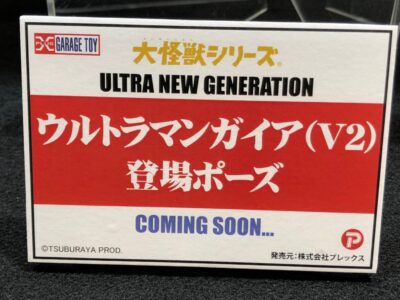 GARAGE TOY
大怪獣シリーズ
ULTRA NEW GENERATION
ウルトラマンガイア(V2)
登場ポーズ
COMING SOON...
©TSUBURAYA PROD.
発売元:株式会社プレックス